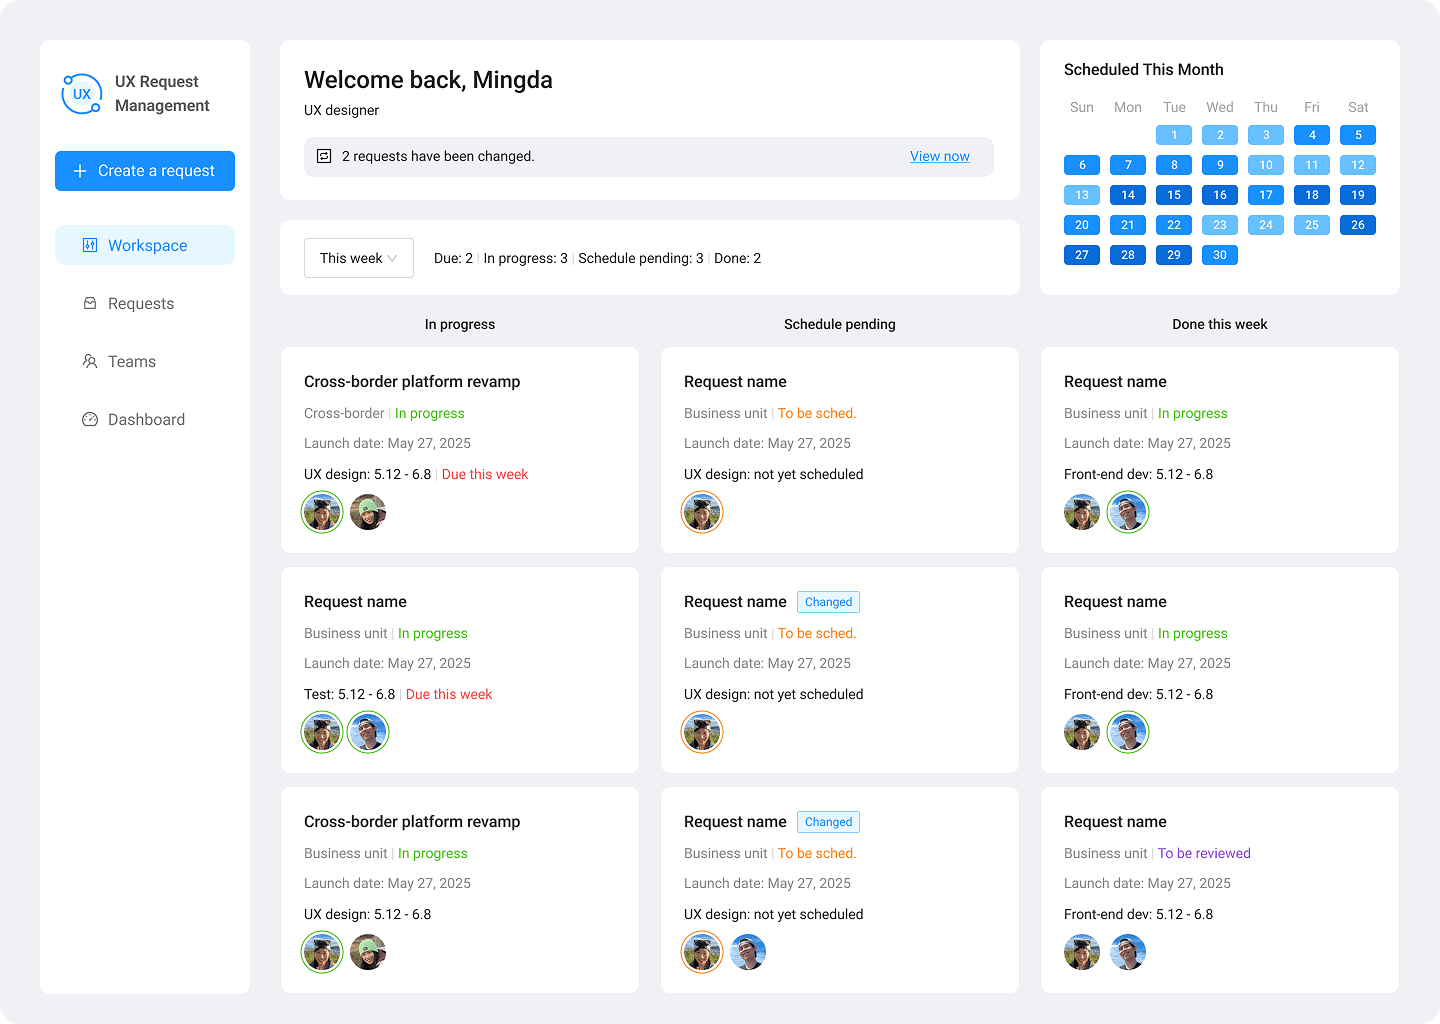 UX
UX Request
Management
Create a request
Workspace
Requests
Teams
Dashboard
Welcome back, Mingda
UX designer
2 requests have been changed. View now
This week
Due: 2 | In progress: 3 | Schedule pending: 3 | Done: 2
Scheduled This Month
Sun Mon Tue Wed Thu Fri Sat
1 2 3 4 5
6 7 8 9 10 11 12
13 14 15 16 17 18 19
20 21 22 23 24 25 26
27 28 29 30
In progress
Cross-border platform revamp
Cross-border | In progress
Launch date: May 27, 2025
UX design: 5.12 - 6.8 | Due this week
Request name
Business unit | In progress
Launch date: May 27, 2025
Test: 5.12 - 6.8 | Due this week
Cross-border platform revamp
Business unit | In progress
Launch date: May 27, 2025
UX design: 5.12 - 6.8
Schedule pending
Request name
Business unit | To be sched.
Launch date: May 27, 2025
UX design: not yet scheduled
Request name Changed
Business unit | To be sched.
Launch date: May 27, 2025
UX design: not yet scheduled
Request name Changed
Business unit | To be sched.
Launch date: May 27, 2025
UX design: not yet scheduled
Done this week
Request name
Business unit | In progress
Launch date: May 27, 2025
Front-end dev: 5.12 - 6.8
Request name
Business unit | In progress
Launch date: May 27, 2025
Front-end dev: 5.12 - 6.8
Request name
Business unit | To be reviewed
Launch date: May 27, 2025
Front-end dev: 5.12 - 6.8